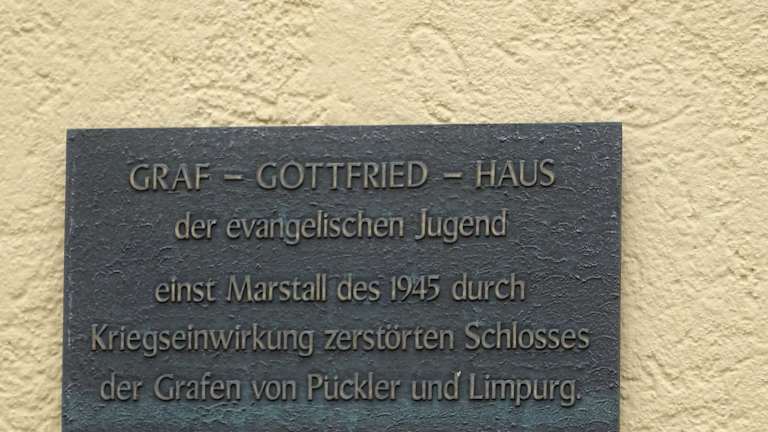 GRAF – GOTTFRIED – HAUS
der evangelischen Jugend
einst Marstall des 1945 durch
Kriegseinwirkung zerstörten Schlosses
der Grafen von Pückler und Limpurg.